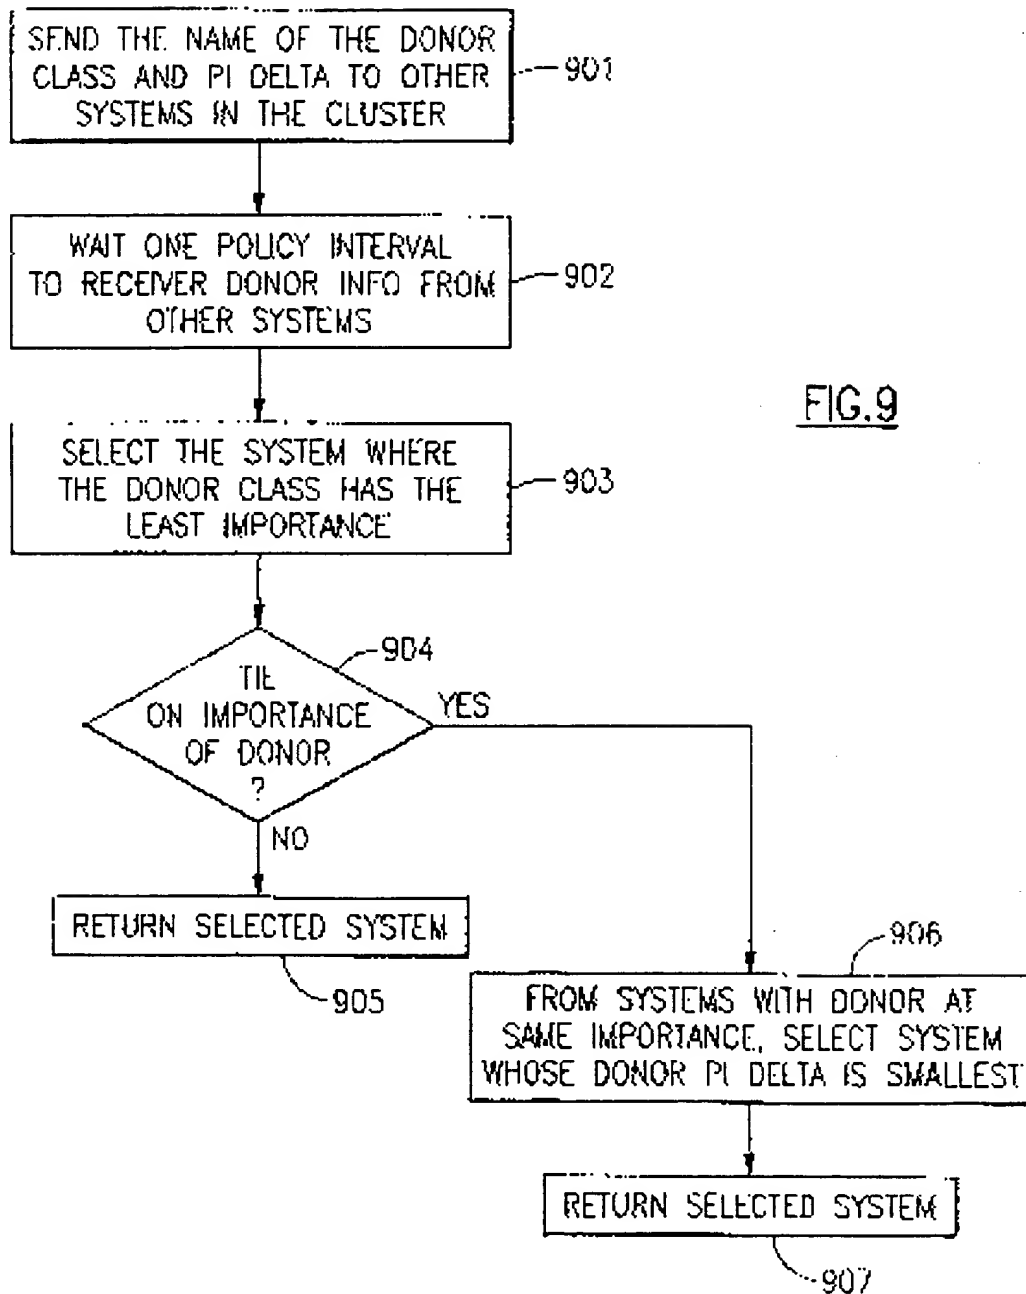 SEND THE NAME OF THE DONOR
CLASS AND PI DELTA TO OTHER
SYSTEMS IN THE CLUSTER
901
WAIT ONE POLICY INTERVAL
TO RECEIVER DONOR INFO FROM
OTHER SYSTEMS
902
FIG.9
SELECT THE SYSTEM WHERE
THE DONOR CLASS HAS THE
LEAST IMPORTANCE
903
904
TIE
ON IMPORTANCE
OF DONOR
?
YES
NO
RETURN SELECTED SYSTEM
905
906
FROM SYSTEMS WITH DONOR AT
SAME IMPORTANCE, SELECT SYSTEM
WHOSE DONOR PI DELTA IS SMALLEST
RETURN SELECTED SYSTEM
907